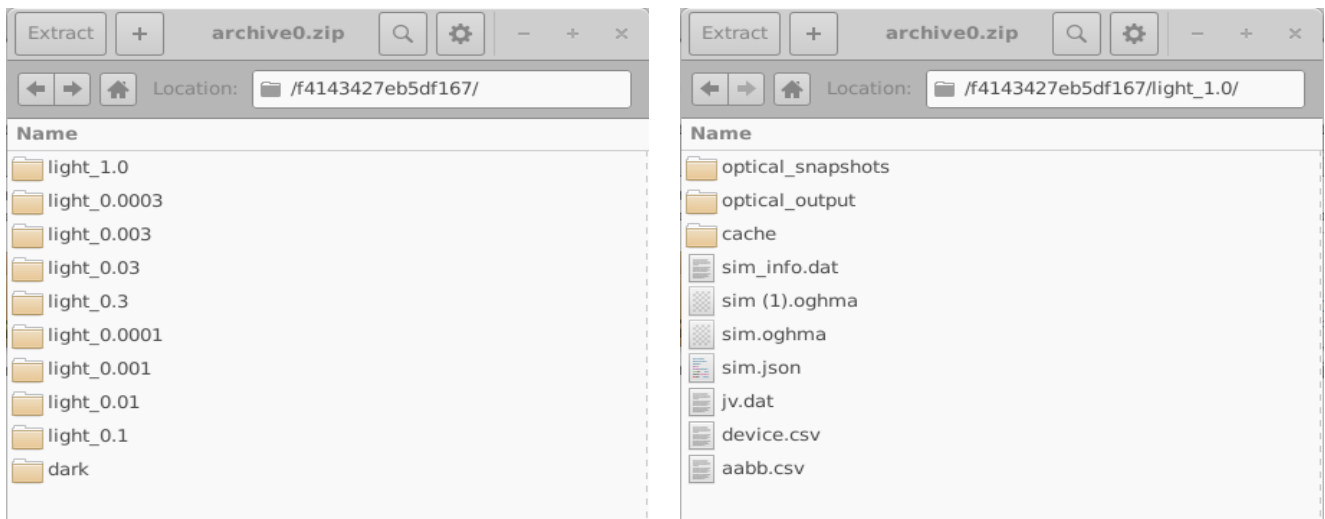 Extract + archive0.zip
Location: /f4143427eb5df167/
Name
light_1.0
light_0.0003
light_0.003
light_0.03
light_0.3
light_0.0001
light_0.001
light_0.01
light_0.1
dark
Extract + archive0.zip
Location: /f4143427eb5df167/light_1.0/
Name
optical_snapshots
optical_output
cache
sim_info.dat
sim (1).oghma
sim.oghma
sim.json
jv.dat
device.csv
aabb.csv